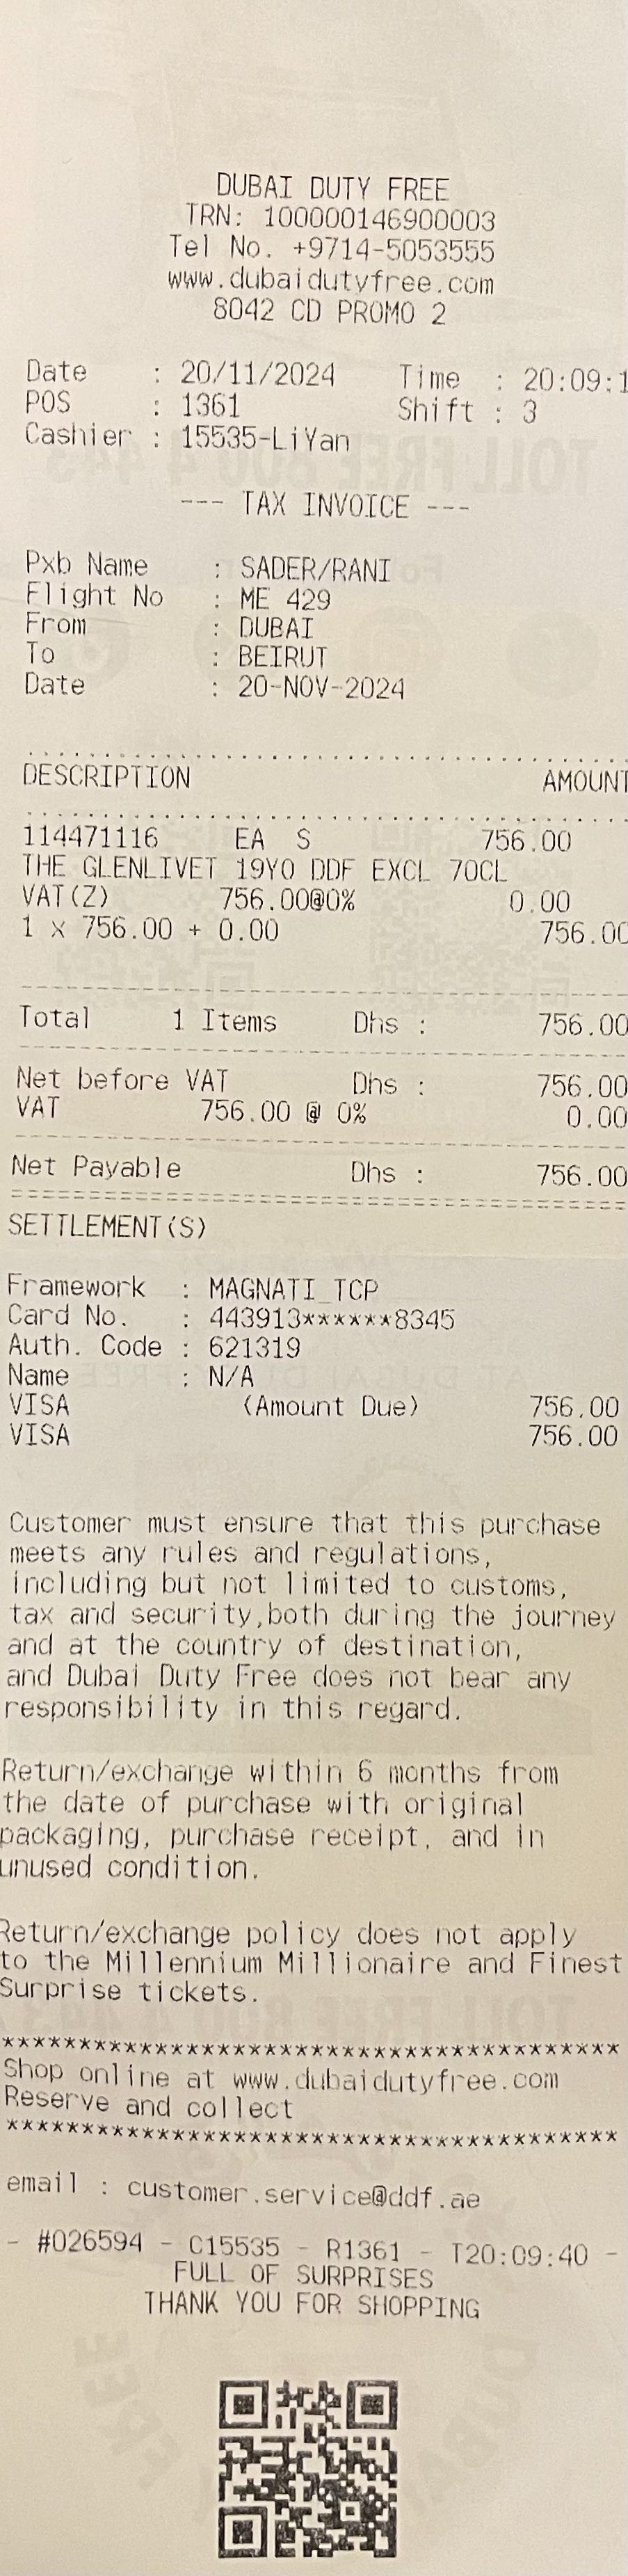 DUBAI DUTY FREE
TRN: 100000146900003
Tel No. +9714-5053555
www.dubaidutyfree.com
8042 CD PROMO 2
Date : 20/11/2024 Time : 20:09:1
POS : 1361 Shift : 3
Cashier : 15535-LiYan
--- TAX INVOICE ---
Pxb Name : SADER/RANI
Flight No : ME 429
From : DUBAI
To : BEIRUT
Date : 20-NOV-2024
DESCRIPTION AMOUNT
114471116 EA S 756.00
THE GLENLIVET 19YO DDF EXCL 70CL
VAT(Z) 756.00@0% 0.00
1 x 756.00 + 0.00 756.00
Total 1 Items Dhs : 756.00
Net before VAT Dhs : 756.00
VAT 756.00 @ 0% 0.00
Net Payable Dhs : 756.00
SETTLEMENT(S)
Framework : MAGNATI_TCP
Card No. : 443913******8345
Auth. Code : 621319
Name : N/A
VISA (Amount Due) 756.00
VISA 756.00
Customer must ensure that this purchase
meets any rules and regulations,
including but not limited to customs,
tax and security,both during the journey
and at the country of destination,
and Dubai Duty Free does not bear any
responsibility in this regard.
Return/exchange within 6 months from
the date of purchase with original
packaging, purchase receipt, and in
unused condition.
Return/exchange policy does not apply
to the Millennium Millionaire and Finest
Surprise tickets.
****************************************
Shop online at www.dubaidutyfree.com
Reserve and collect
****************************************
email : customer.service@ddf.ae
- #026594 - C15535 - R1361 - T20:09:40 -
FULL OF SURPRISES
THANK YOU FOR SHOPPING